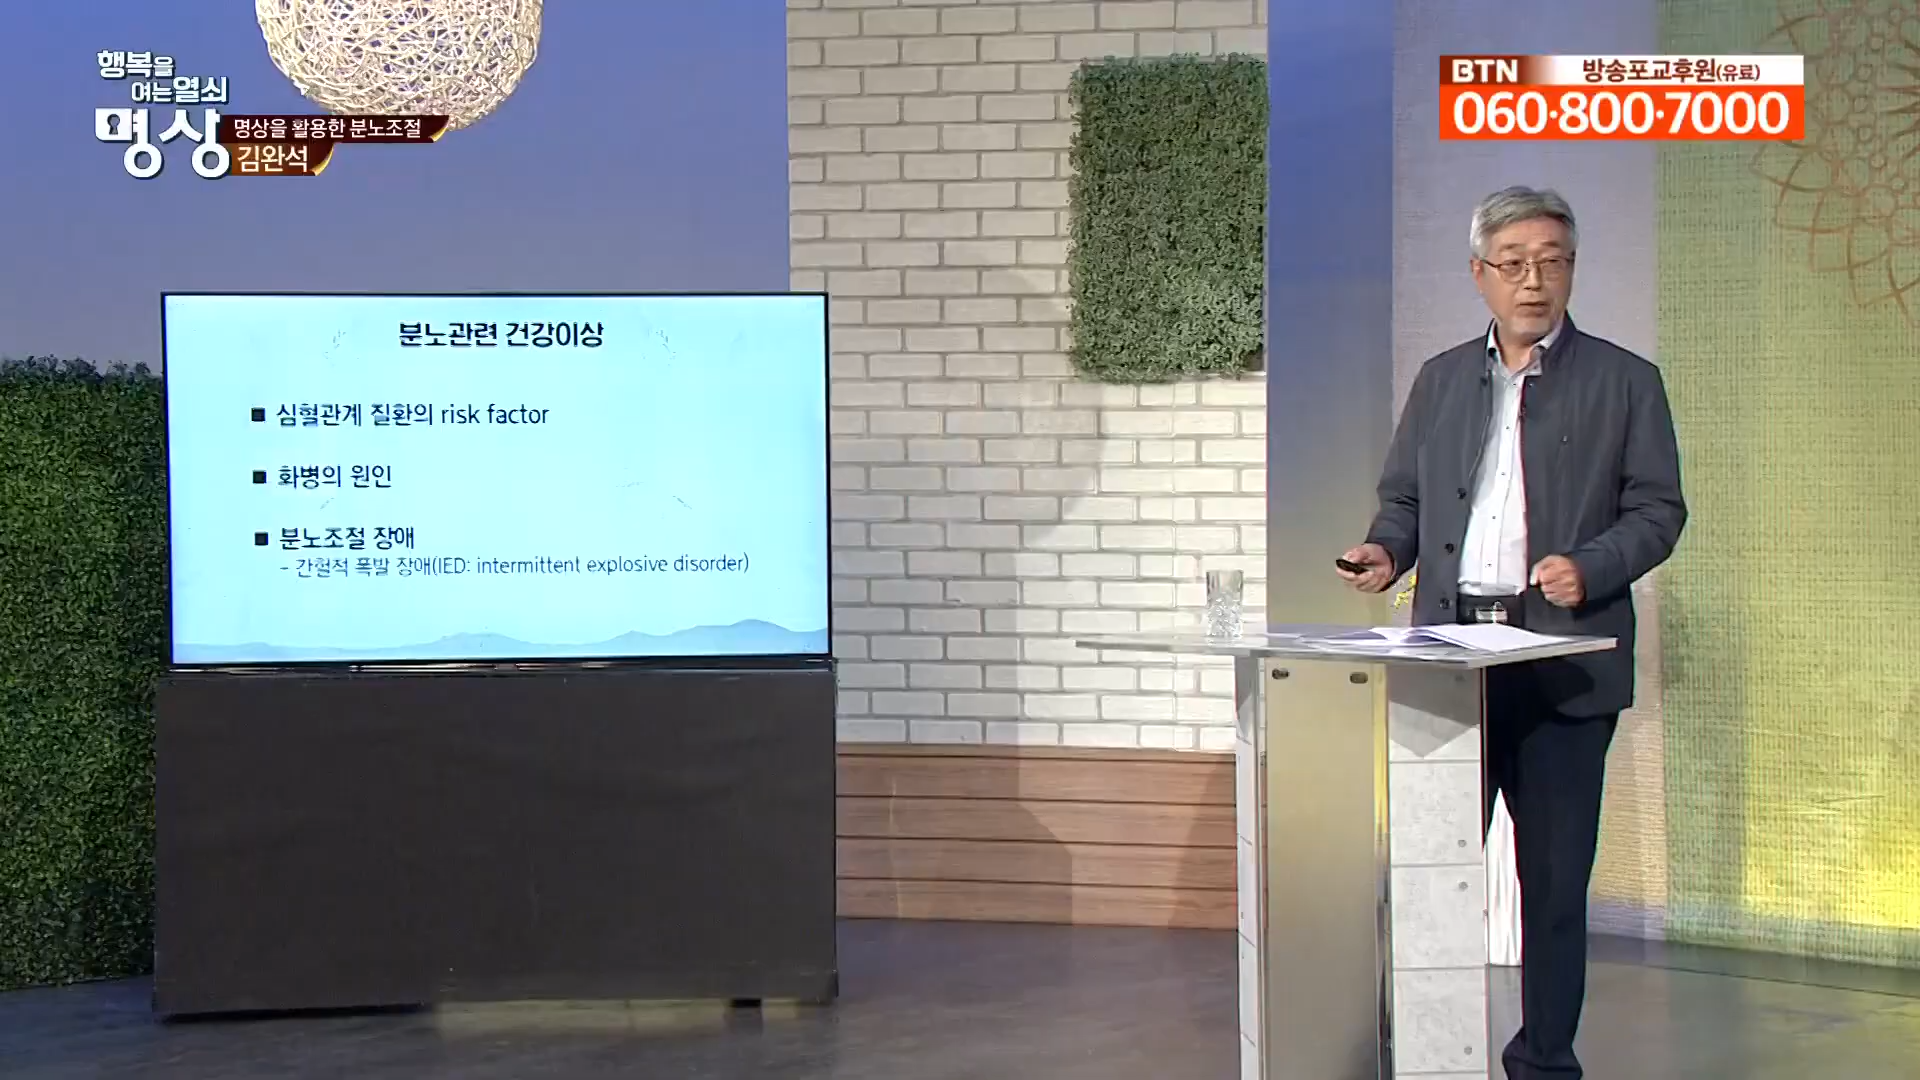 행복을
여는열쇠
명상
명상을 활용한 분노조절
김완석
BTN 방송포교후원(유료)
060·800·7000
분노관련 건강이상
■ 심혈관계 질환의 risk factor
■ 화병의 원인
■ 분노조절 장애
- 간헐적 폭발 장애(IED: intermittent explosive disorder)